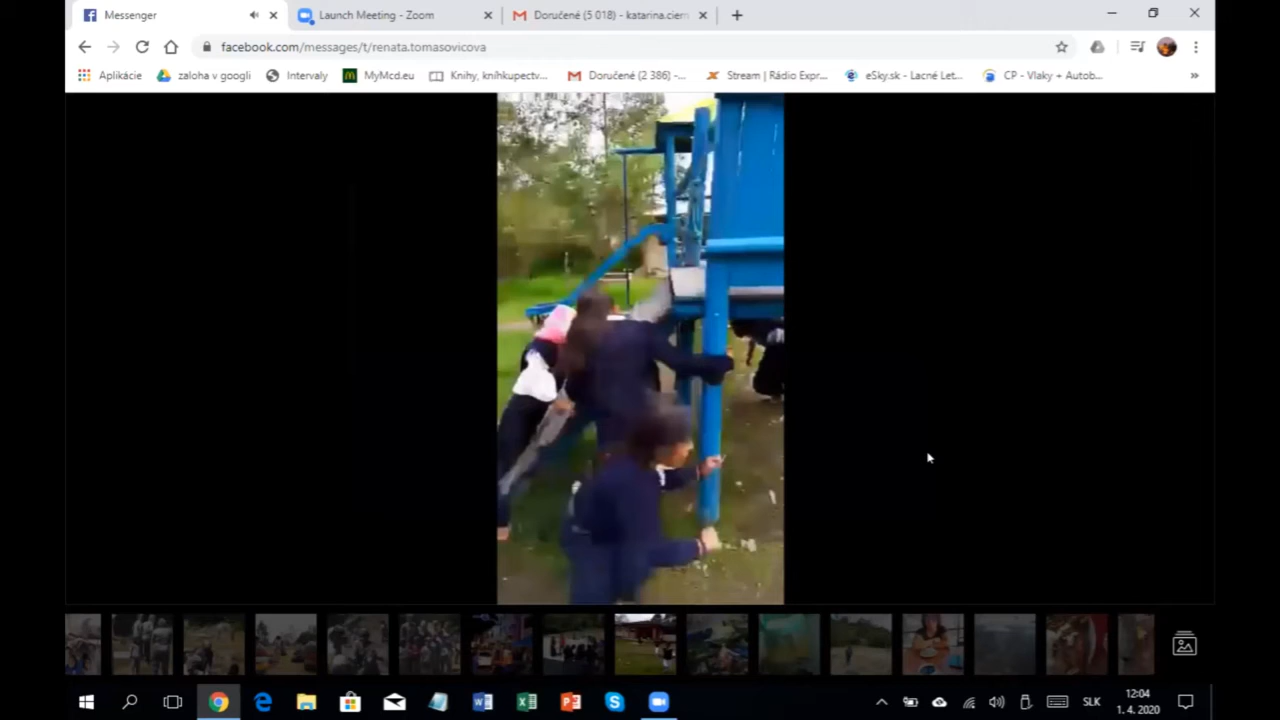 Messenger
Launch Meeting - Zoom
Doručené (5 018) - katarina.ciern
facebook.com/messages/t/renata.tomasovicova
Aplikácie
zaloha v googli
Intervaly
MyMcd.eu
Knihy, kníhkupectv...
Doručené (2 386) -...
Stream | Rádio Expr...
eSky.sk - Lacné Let...
CP - Vlaky + Autob...
SLK
12:04
1. 4. 2020